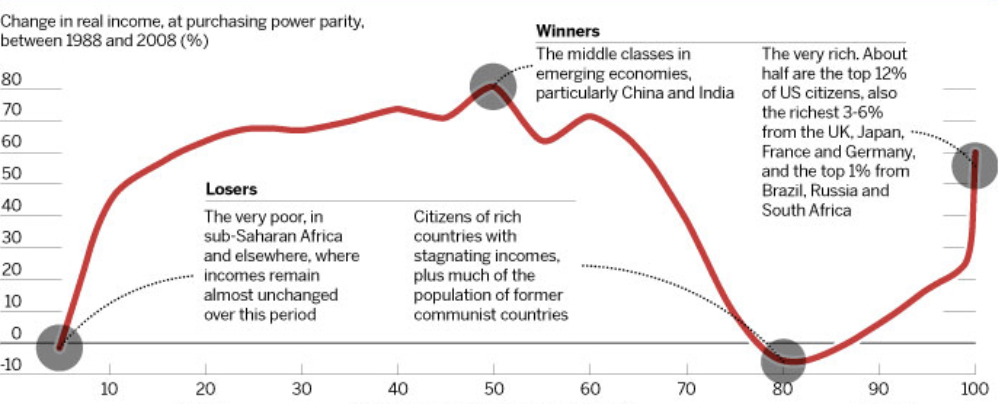 Change in real income, at purchasing power parity,
between 1988 and 2008 (%)
Winners
The middle classes in
emerging economies,
particularly China and India
The very rich. About
half are the top 12%
of US citizens, also
the richest 3-6%
from the UK, Japan,
France and Germany,
and the top 1% from
Brazil, Russia and
South Africa
Losers
The very poor, in
sub-Saharan Africa
and elsewhere, where
incomes remain
almost unchanged
over this period
Citizens of rich
countries with
stagnating incomes,
plus much of the
population of former
communist countries
80
70
60
50
40
30
20
10
0
-10
10 20 30 40 50 60 70 80 90 100